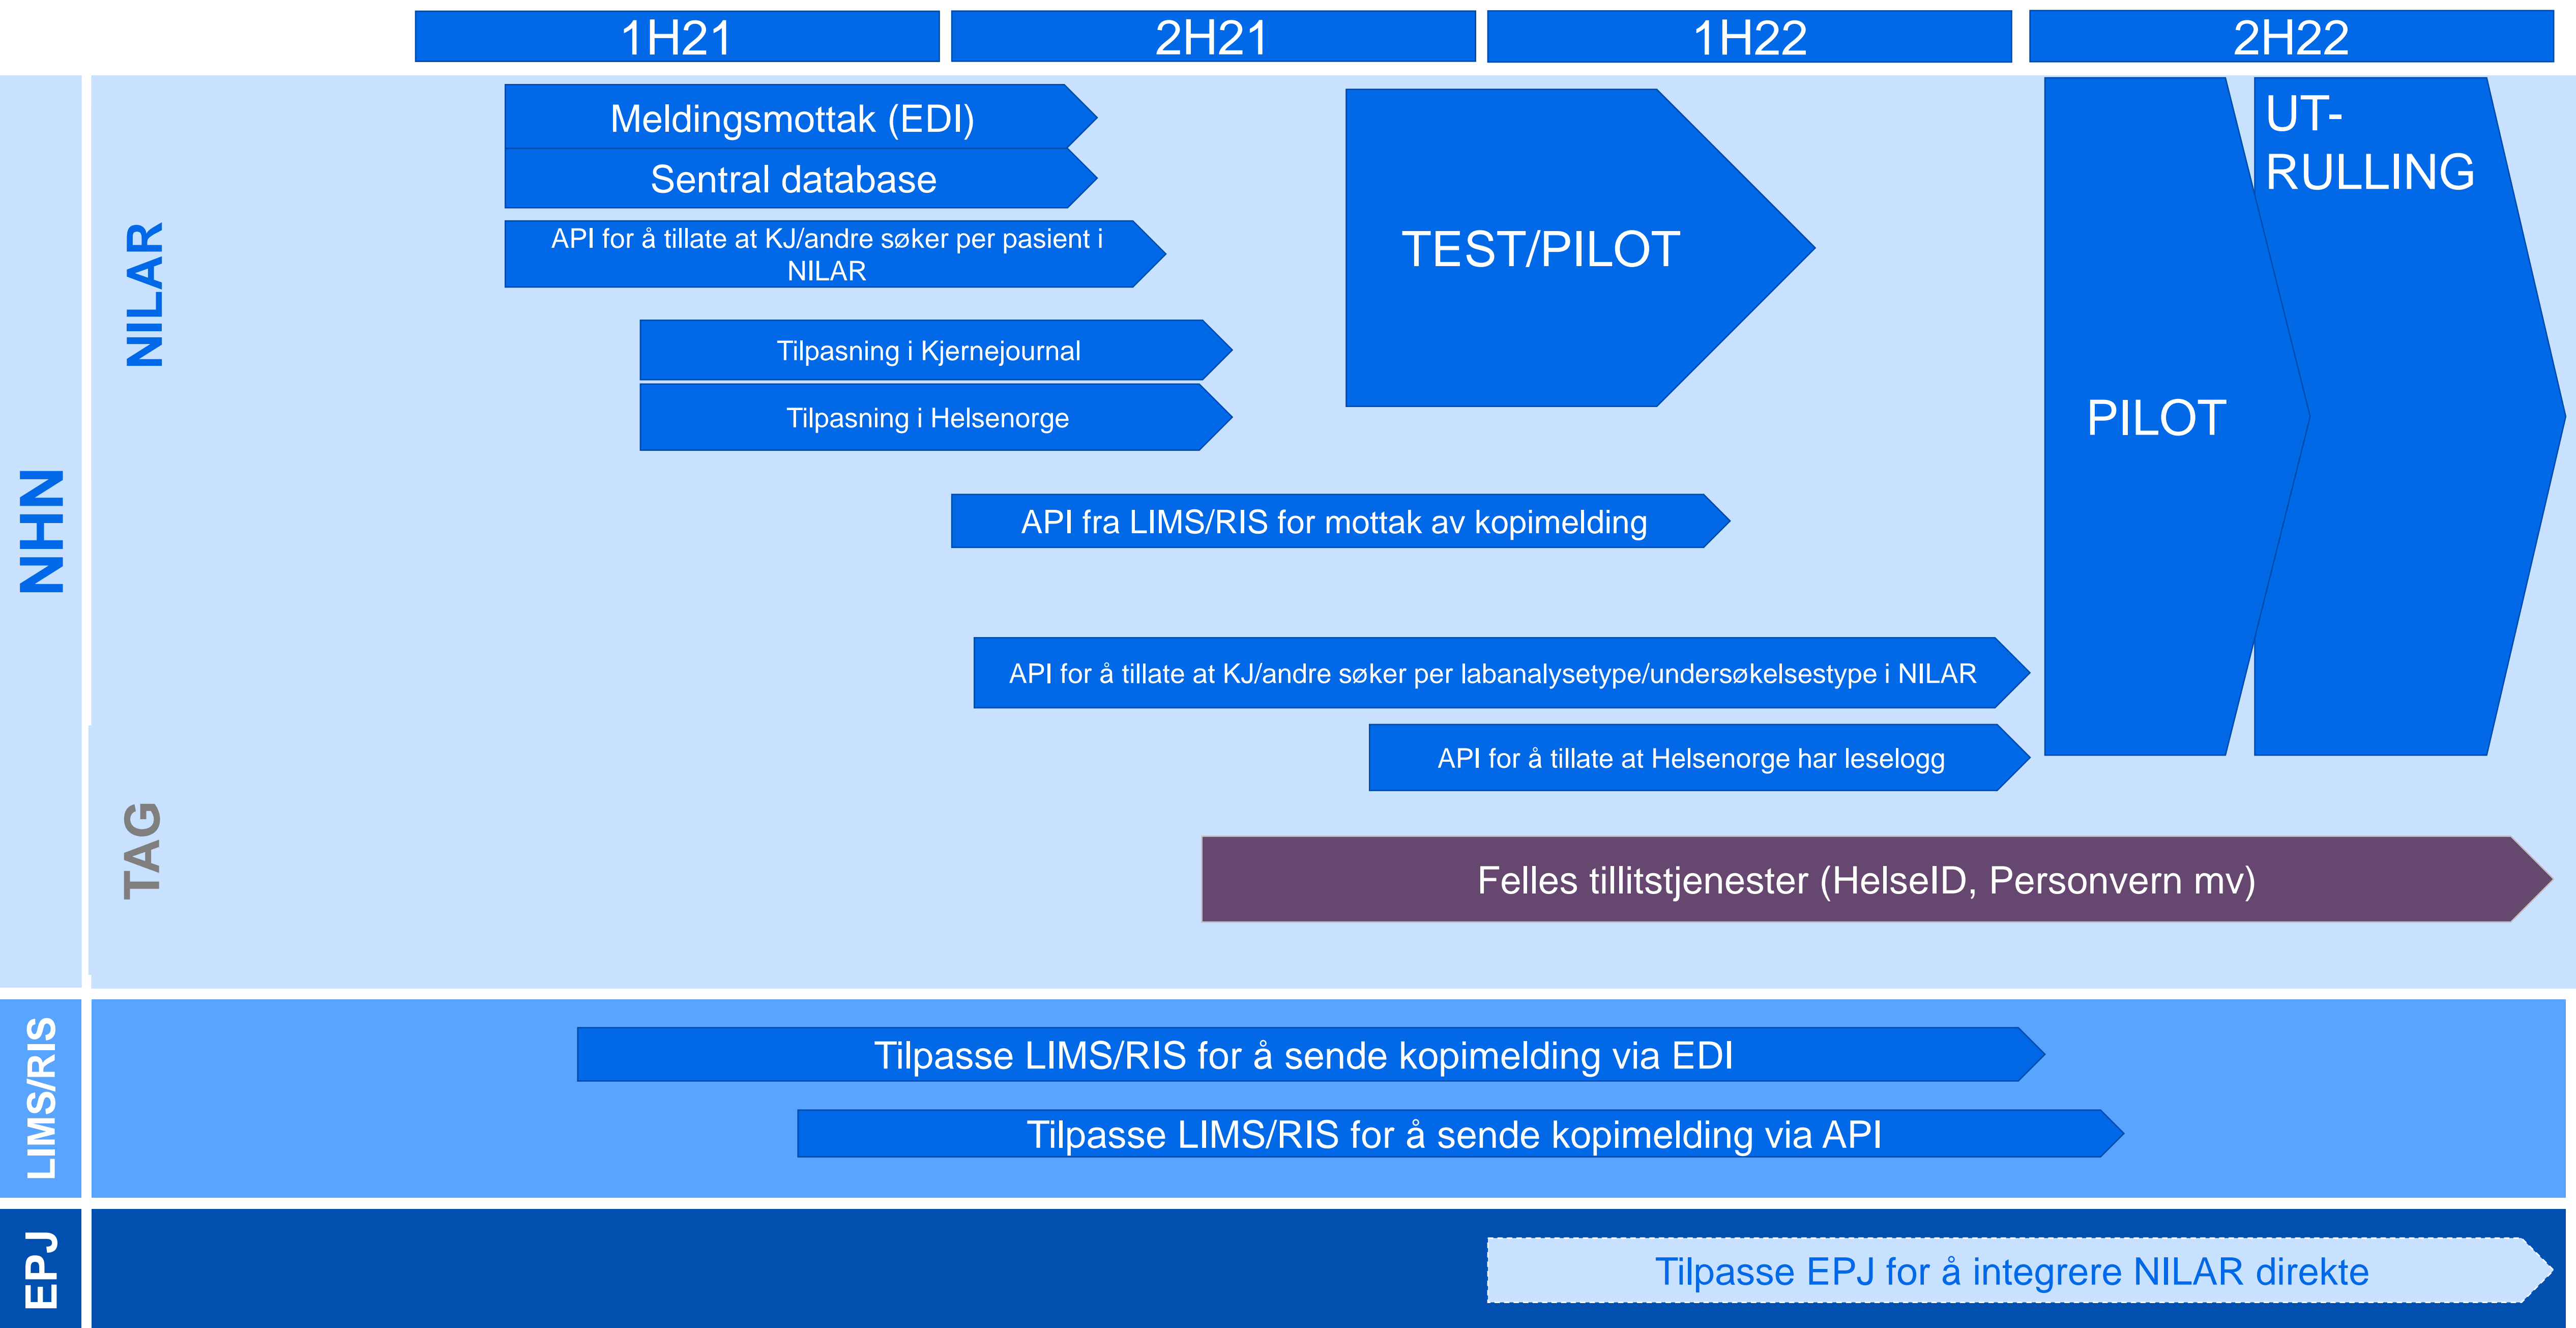 1H21
2H21
1H22
2H22
NHN
NILAR
Meldingsmottak (EDI)
Sentral database
API for å tillate at KJ/andre søker per pasient i
NILAR
Tilpasning i Kjernejournal
Tilpasning i Helsenorge
TEST/PILOT
PILOT
UT-
RULLING
API fra LIMS/RIS for mottak av kopimelding
API for å tillate at KJ/andre søker per labanalysetype/undersøkelsestype i NILAR
API for å tillate at Helsenorge har leselogg
TAG
Felles tillitstjenester (HelseID, Personvern mv)
LIMS/RIS
Tilpasse LIMS/RIS for å sende kopimelding via EDI
Tilpasse LIMS/RIS for å sende kopimelding via API
EPJ
Tilpasse EPJ for å integrere NILAR direkte